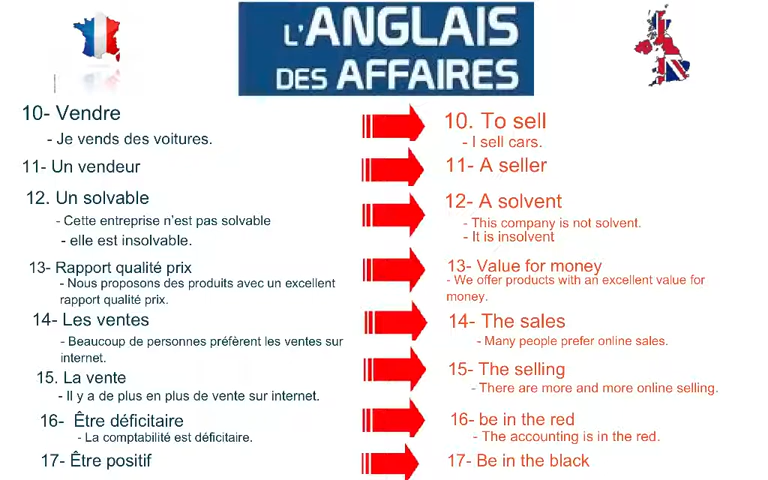 L'ANGLAIS
DES AFFAIRES
10- Vendre
- Je vends des voitures.
11- Un vendeur
12. Un solvable
- Cette entreprise n'est pas solvable
- elle est insolvable.
13- Rapport qualité prix
- Nous proposons des produits avec un excellent
rapport qualité prix.
14- Les ventes
- Beaucoup de personnes préfèrent les ventes sur
internet.
15. La vente
- Il y a de plus en plus de vente sur internet.
16- Être déficitaire
- La comptabilité est déficitaire.
17- Être positif
10. To sell
- I sell cars.
11- A seller
12- A solvent
- This company is not solvent.
- It is insolvent
13- Value for money
- We offer products with an excellent value for
money.
14- The sales
- Many people prefer online sales.
15- The selling
- There are more and more online selling.
16- be in the red
- The accounting is in the red.
17- Be in the black